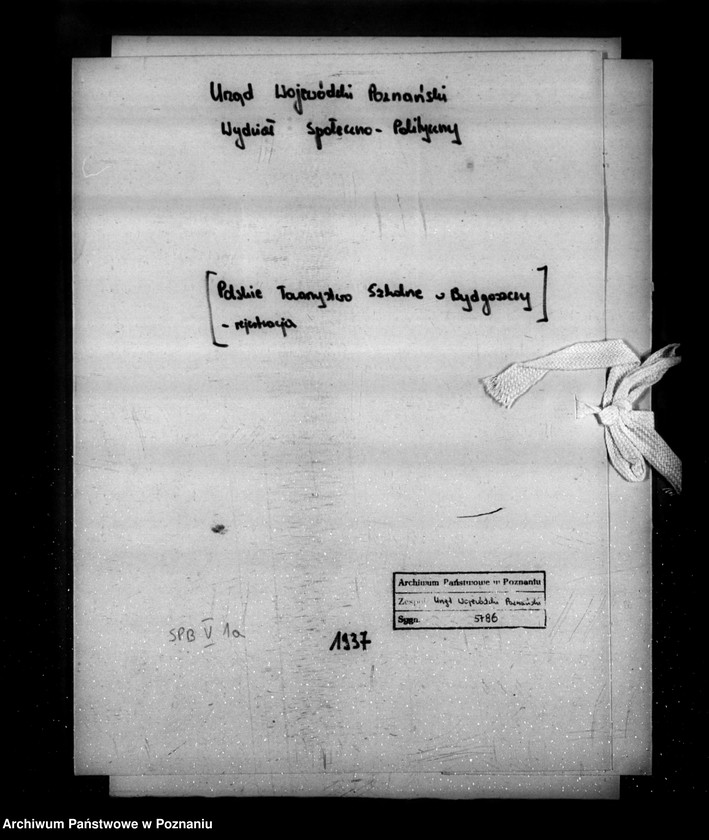 Urząd Wojewódzki Poznański
Wydział Społeczno-Polityczny
[Polskie Towarzystwo Szkolne w Bydgoszczy
- rejestracja]
Archiwum Państwowe w Poznaniu
Zespół Urząd Wojewódzki Poznański
Sygn. 5786
SPB V 1a
1937
Archiwum Państwowe w Poznaniu